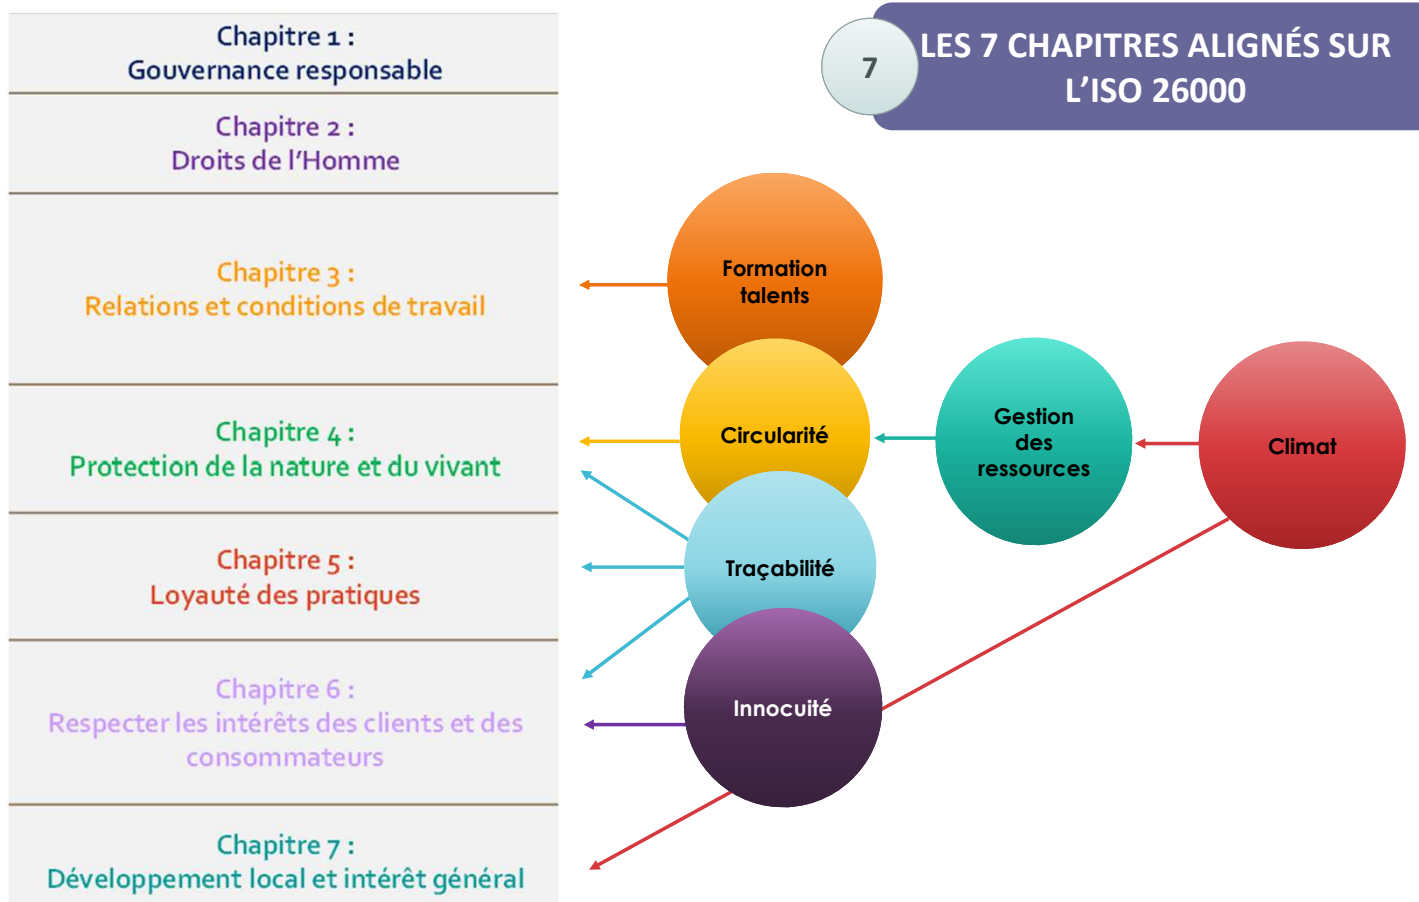 7
LES 7 CHAPITRES ALIGNÉS SUR
L’ISO 26000
Chapitre 1 :
Gouvernance responsable
Chapitre 2 :
Droits de l’Homme
Chapitre 3 :
Relations et conditions de travail
Chapitre 4 :
Protection de la nature et du vivant
Chapitre 5 :
Loyauté des pratiques
Chapitre 6 :
Respecter les intérêts des clients et des
consommateurs
Chapitre 7 :
Développement local et intérêt général
Formation
talents
Circularité
Gestion
des
ressources
Climat
Traçabilité
Innocuité